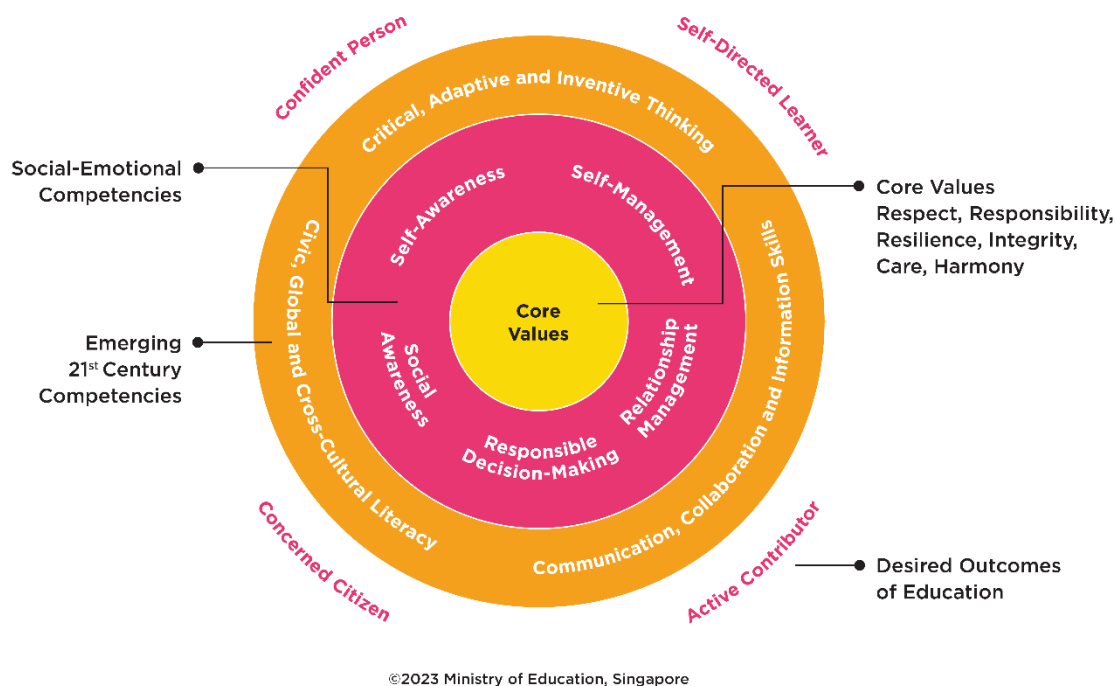 Confident Person
Self-Directed Learner
Critical, Adaptive and Inventive Thinking
Social-Emotional
Competencies
Self-Awareness
Self-Management
Core Values
Respect, Responsibility,
Resilience, Integrity,
Care, Harmony
Core
Values
Emerging
21st Century
Competencies
Civic, Global and Cross-Cultural Literacy
Social
Awareness
Relationship
Management
Responsible
Decision-Making
Communication, Collaboration and Information Skills
Concerned Citizen
Active Contributor
Desired Outcomes
of Education
©2023 Ministry of Education, Singapore